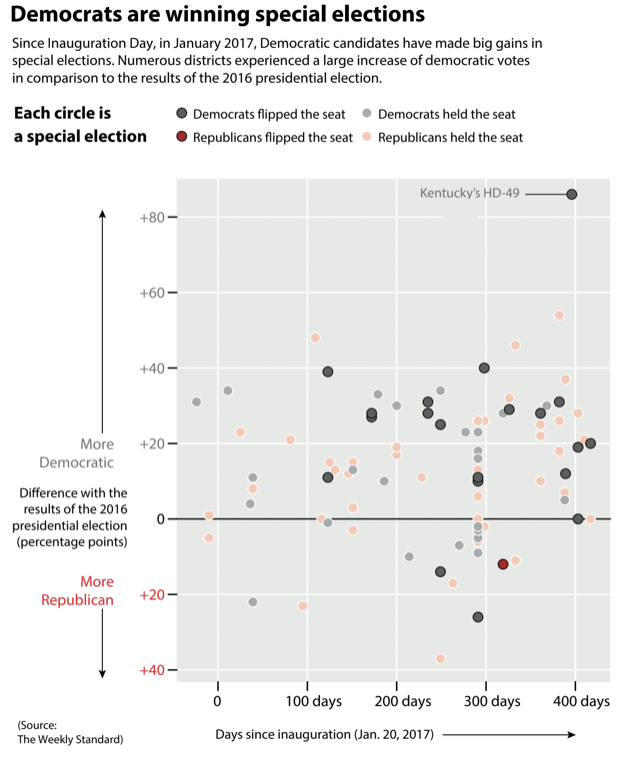 Democrats are winning special elections
Since Inauguration Day, in January 2017, Democratic candidates have made big gains in
special elections. Numerous districts experienced a large increase of democratic votes
in comparison to the results of the 2016 presidential election.
Each circle is
a special election
Democrats flipped the seat
Democrats held the seat
Republicans flipped the seat
Republicans held the seat
Kentucky's HD-49
+80
+60
+40
+20
0
+20
+40
More
Democratic
Difference with the
results of the 2016
presidential election
(percentage points)
More
Republican
0
100 days
200 days
300 days
400 days
Days since inauguration (Jan. 20, 2017)
(Source:
The Weekly Standard)